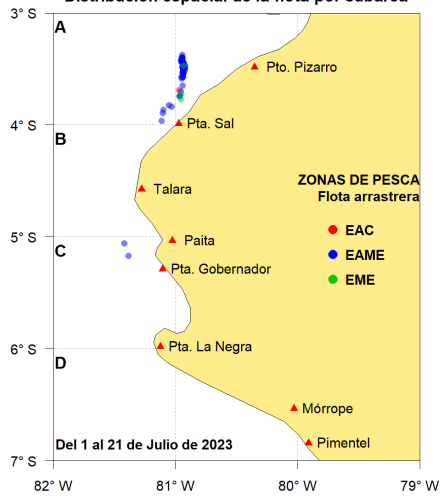 Distribución espacial de la flota por subárea
3° S
A
Pto. Pizarro
4° S
Pta. Sal
B
ZONAS DE PESCA
Talara
Flota arrastrera
EAC
5° S
Paita
C
EAME
Pta. Gobernador
EME
6° S
Pta. La Negra
D
Mórrope
Del 1 al 21 de Julio de 2023
Pimentel
7° S
82° W
81° W
80° W
79° W